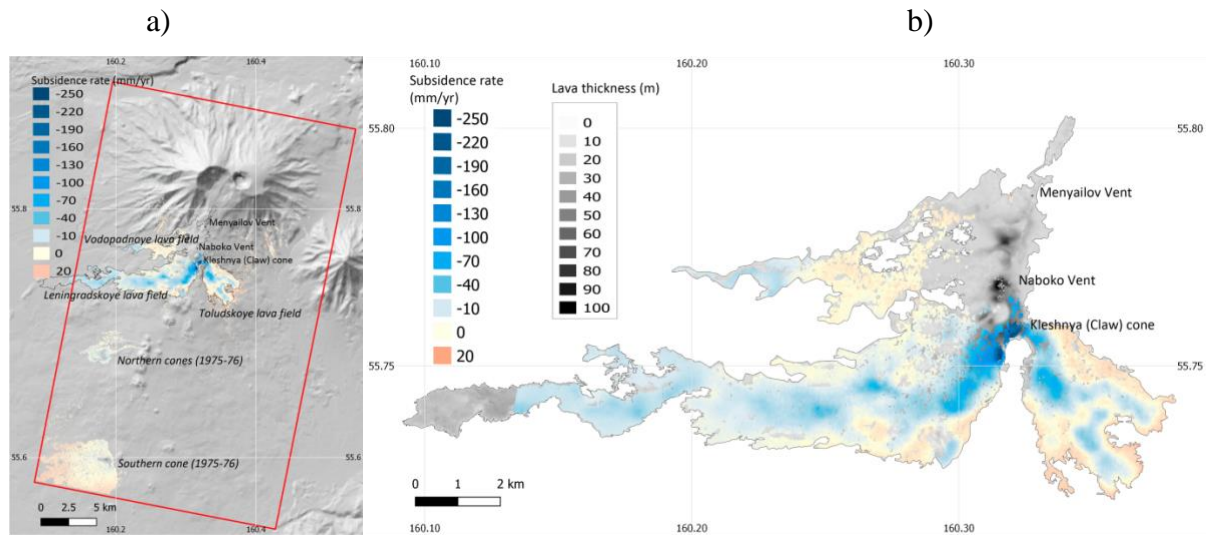 a)
b)
160.2
160.4
Subsidence rate (mm/yr)
-250
-220
-190
-160
-130
-100
-70
-40
-10
0
20
55.8
Menyailov Vent
Vodopadnoye lava field
Naboko Vent
Kleshnya (Claw) cone
Leningradskoye lava field
Toludskoye lava field
Northern cones (1975-76)
55.6
55.6
Southern cone (1975-76)
0 2.5 5 km
160.2
160.4
160.10
160.20
160.30
Subsidence rate
(mm/yr)
-250
-220
-190
-160
-130
-100
-70
-40
-10
0
20
Lava thickness (m)
0
10
20
30
40
50
60
70
80
90
100
55.80
55.80
Menyailov Vent
Naboko Vent
Kleshnya (Claw) cone
55.75
55.75
0 1 2 km
160.10
160.20
160.30